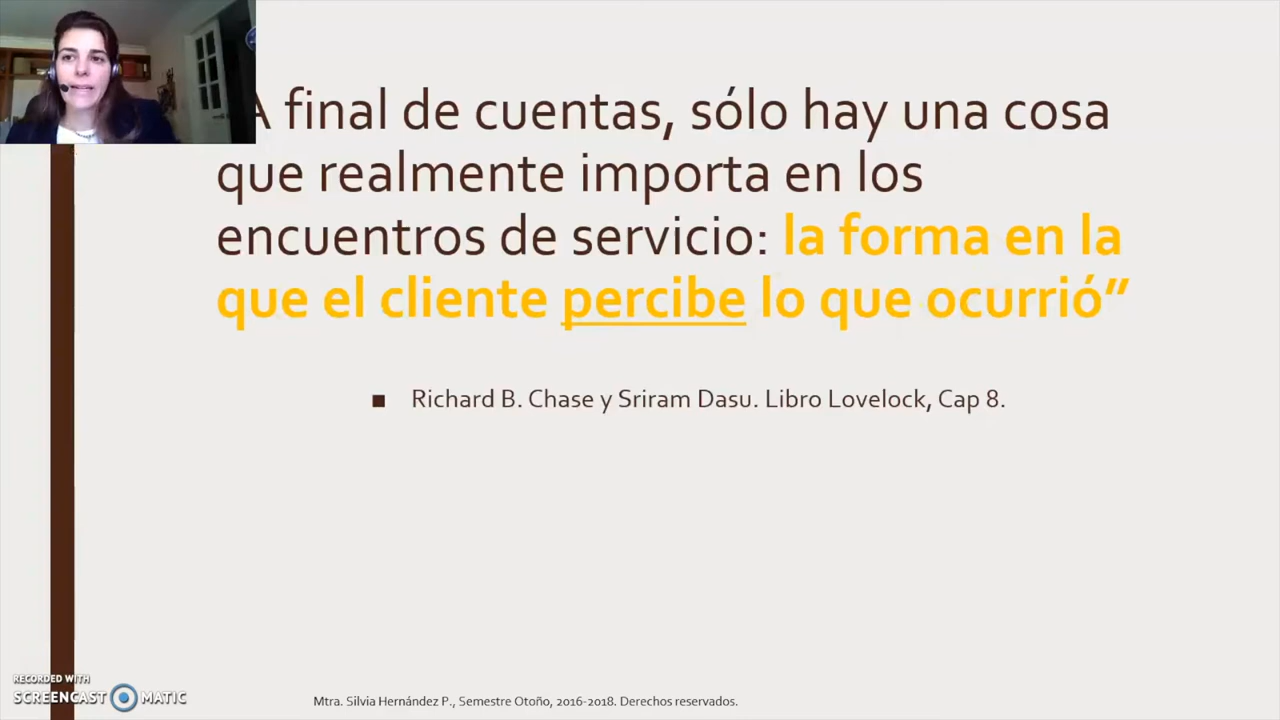 A final de cuentas, sólo hay una cosa
que realmente importa en los
encuentros de servicio: la forma en la
que el cliente percibe lo que ocurrió”
■ Richard B. Chase y Sriram Dasu. Libro Lovelock, Cap 8.
RECORDED WITH
SCREENCAST MATIC
Mtra. Silvia Hernández P., Semestre Otoño, 2016-2018. Derechos reservados.